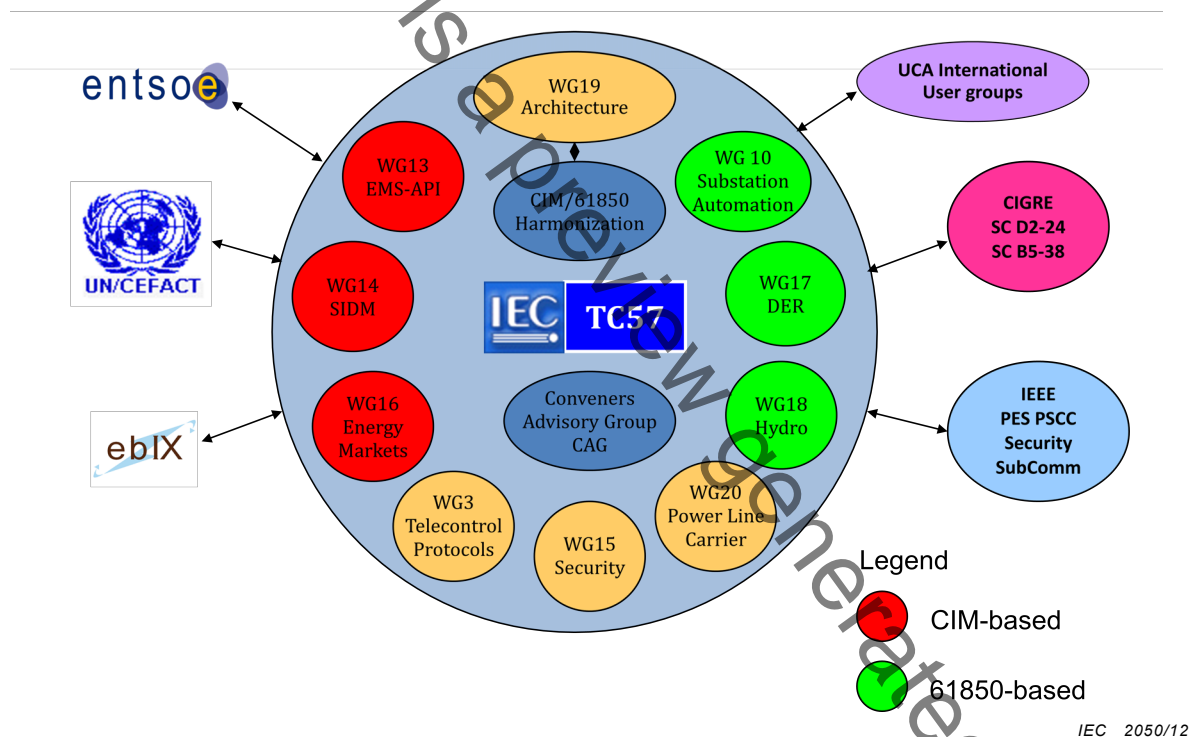 entsoe
WG19
Architecture
UCA International
User groups
WG13
EMS-API
CIM/61850
Harmonization
WG 10
Substation
Automation
CIGRE
SC D2-24
SC B5-38
UN/CEFACT
WG14
SIDM
IEC
TC57
WG17
DER
ebIX
WG16
Energy
Markets
Conveners
Advisory Group
CAG
WG18
Hydro
IEEE
PES PSCC
Security
SubComm
WG3
Telecontrol
Protocols
WG15
Security
WG20
Power Line
Carrier
Legend
CIM-based
61850-based
IEC 2050/12
is a preview generate